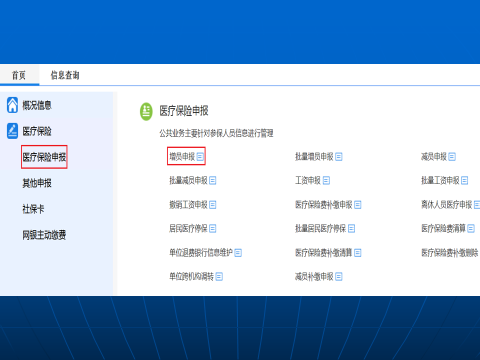 首页 信息查询
概况信息
医疗保险
医疗保险申报
其他申报
社保卡
网银主动缴费
医疗保险申报
公共业务主要针对参保人员信息进行管理
增员申报 批量增员申报 减员申报
批量减员申报 工资申报 批量工资申报
撤销工资申报 医疗保险费补缴申报 离休人员医疗申报
居民医疗停保 批量居民医疗停保 医疗保险费清算
单位退费银行信息维护 医疗保险费补缴清算 医疗保险费补缴删除
单位跨机构调转 减员补缴申报